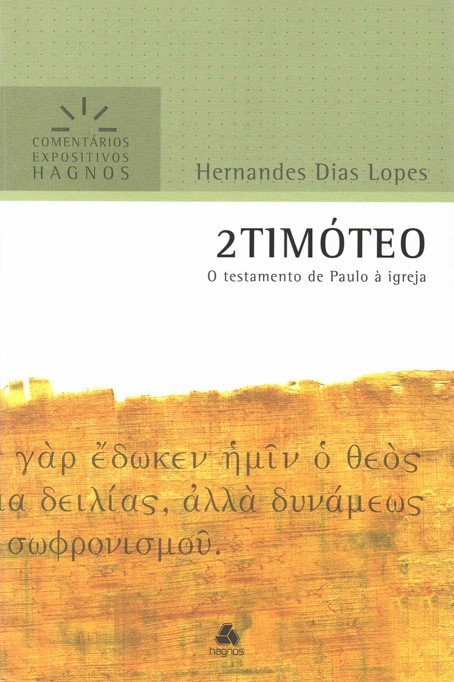 COMENTÁRIOS
EXPOSITIVOS
HAGNOS
Hernandes Dias Lopes
2TIMÓTEO
O testamento de Paulo à igreja
γὰρ ἔδωκεν ἡμῖν ὁ θεὸς
ια δειλίας, ἀλλὰ δυνάμεως
σωφρονισμοῦ.
hagnos